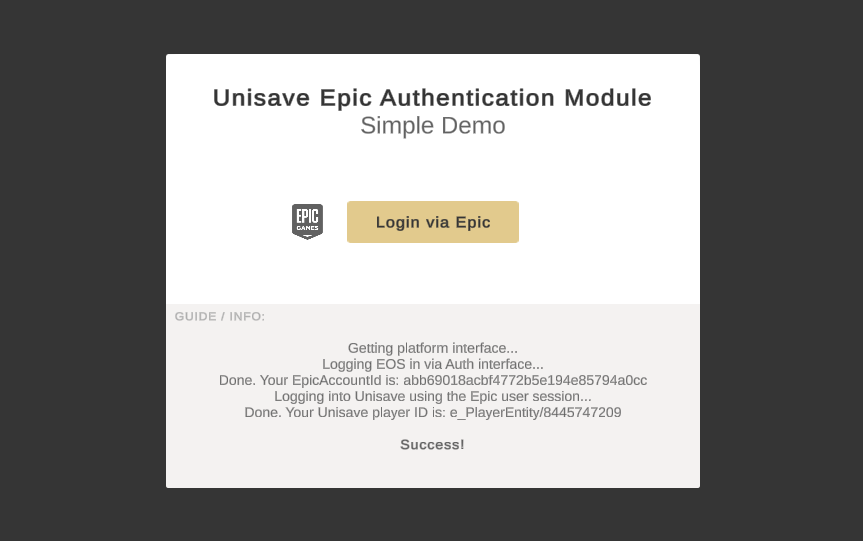 Unisave Epic Authentication Module
Simple Demo
EPIC
GAMES
Login via Epic
GUIDE / INFO:
Getting platform interface...
Logging EOS in via Auth interface...
Done. Your EpicAccountId is: abb69018acbf4772b5e194e85794a0cc
Logging into Unisave using the Epic user session...
Done. Your Unisave player ID is: e_PlayerEntity/8445747209
Success!